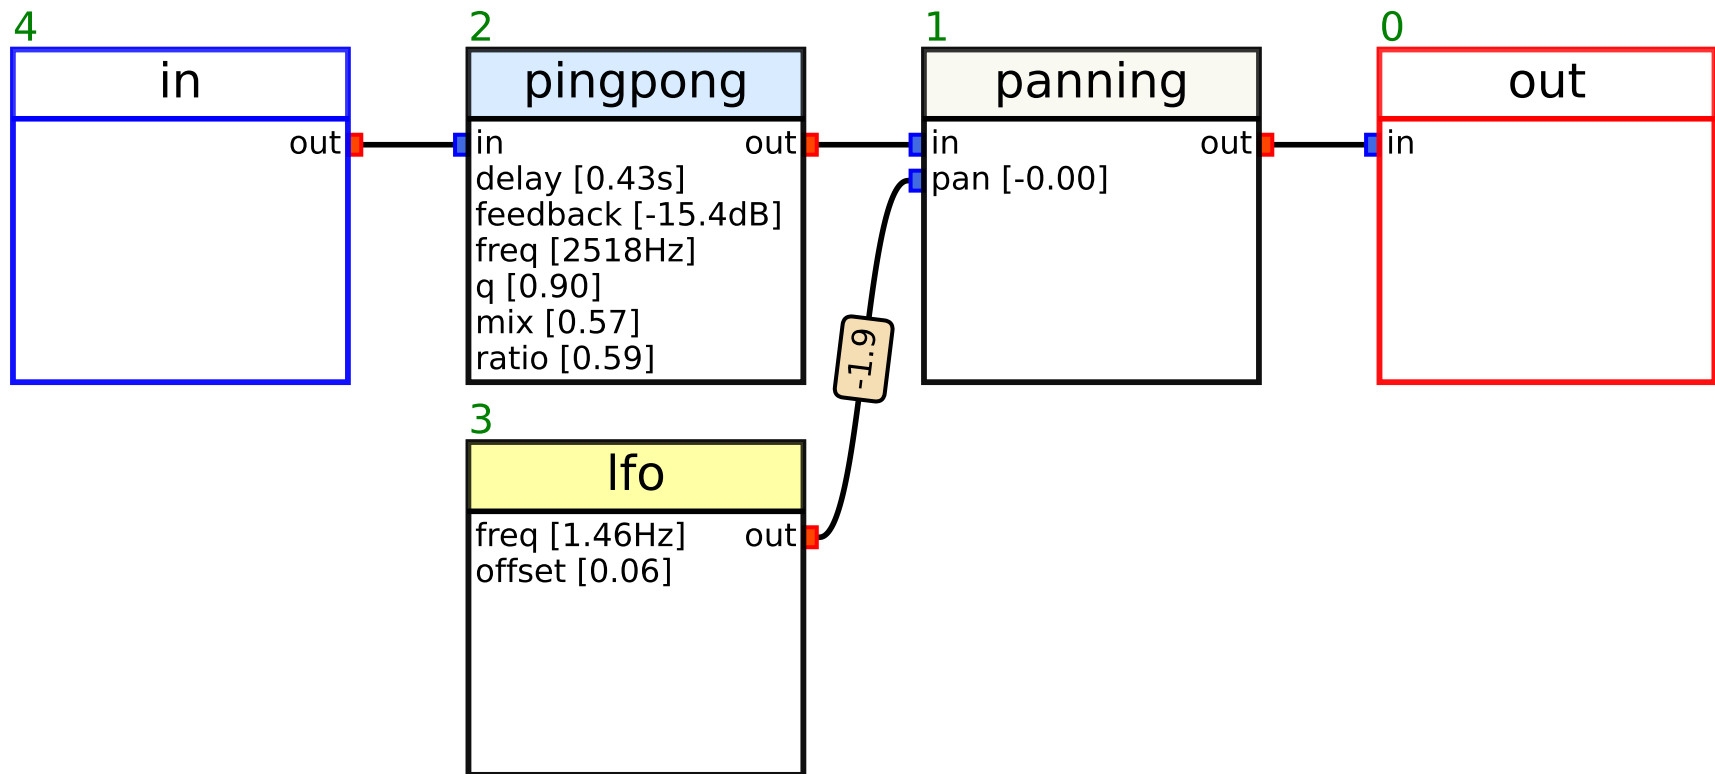 4
in
out
2
pingpong
in out
delay [0.43s]
feedback [-15.4dB]
freq [2518Hz]
q [0.90]
mix [0.57]
ratio [0.59]
1
panning
in out
pan [-0.00]
0
out
in
-1.9
3
lfo
freq [1.46Hz] out
offset [0.06]